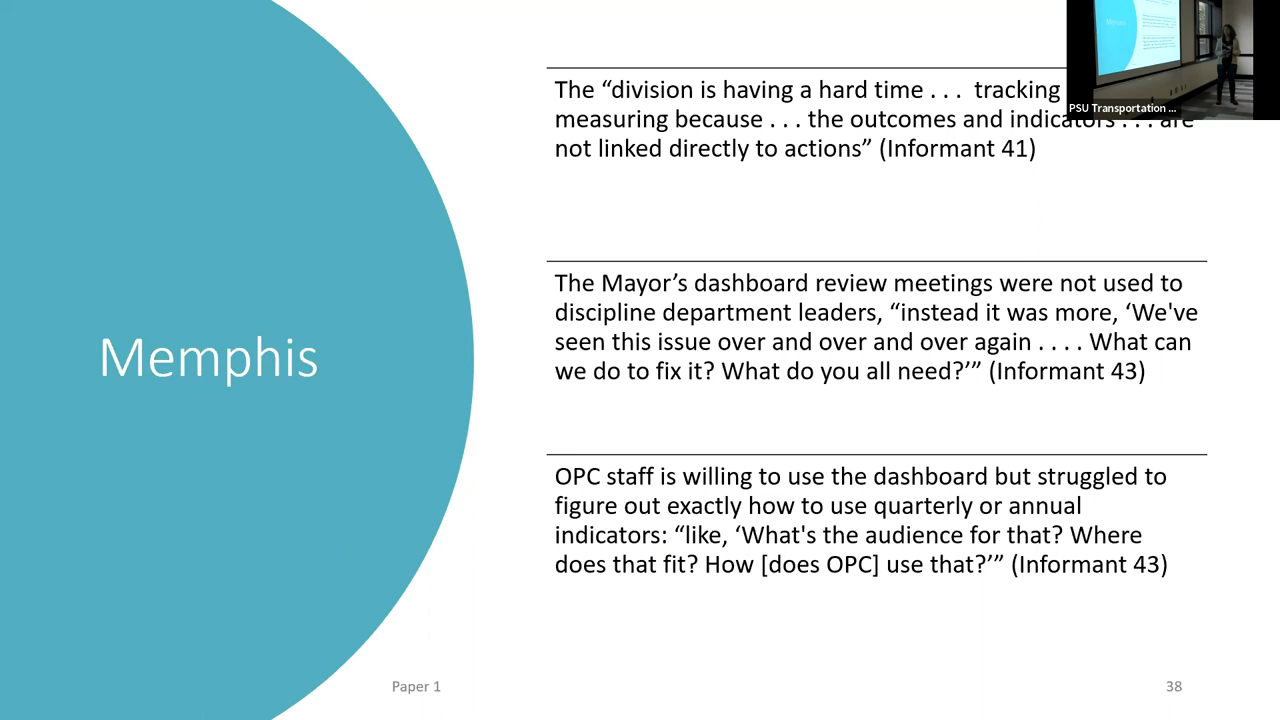 Memphis
The “division is having a hard time . . .  tracking
measuring because . . . the outcomes and indicators . . . are
not linked directly to actions” (Informant 41)
The Mayor’s dashboard review meetings were not used to
discipline department leaders, “instead it was more, ‘We've
seen this issue over and over and over again . . . . What can
we do to fix it? What do you all need?’” (Informant 43)
OPC staff is willing to use the dashboard but struggled to
figure out exactly how to use quarterly or annual
indicators: “like, ‘What's the audience for that? Where
does that fit? How [does OPC] use that?’” (Informant 43)
Paper 1
38
PSU Transportation ...